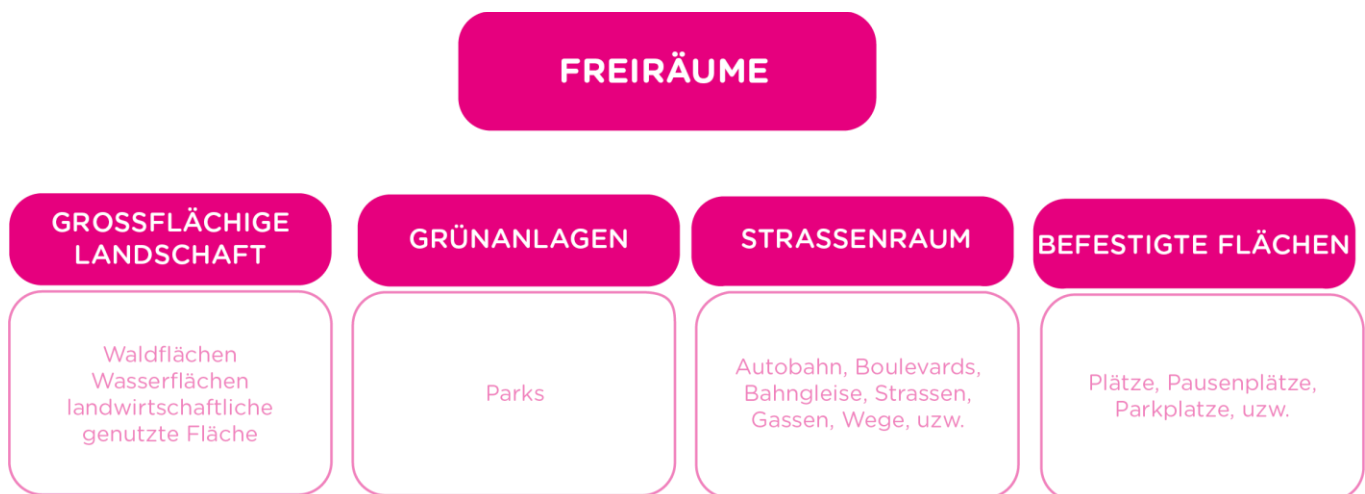 FREIRÄUME
GROSSFLÄCHIGE
LANDSCHAFT
Waldflächen
Wasserflächen
landwirtschaftliche
genutzte Fläche
GRÜNANLAGEN
Parks
STRASSENRAUM
Autobahn, Boulevards,
Bahngleise, Strassen,
Gassen, Wege, uzw.
BEFESTIGTE FLÄCHEN
Plätze, Pausenplätze,
Parkplatze, uzw.